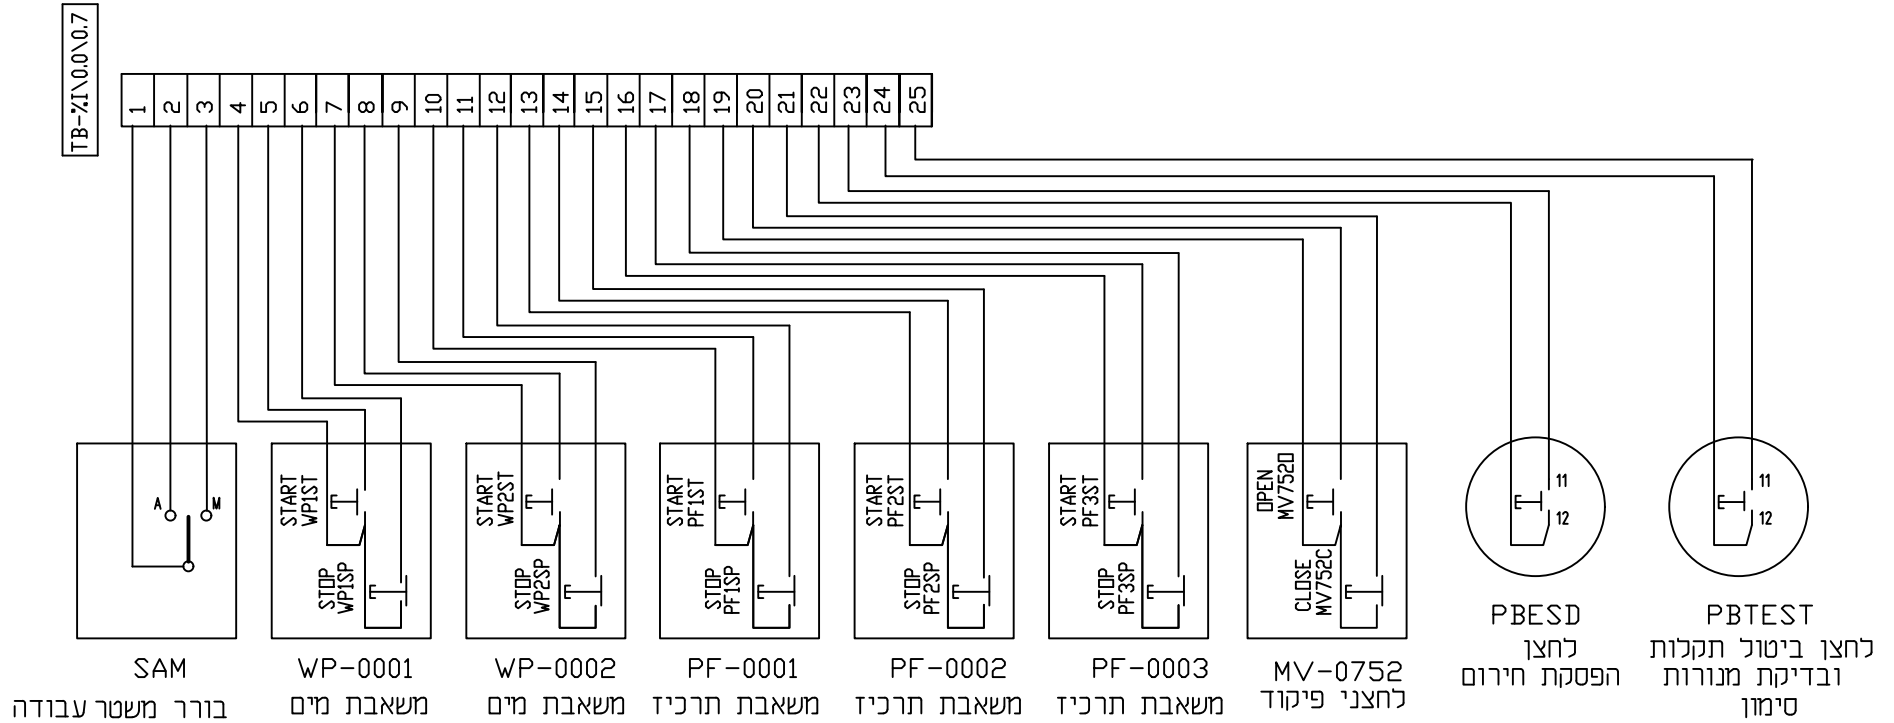 TB-%I\0.0\0.7
1 2 3 4 5 6 7 8 9 10 11 12 13 14 15 16 17 18 19 20 21 22 23 24 25
A M
START
WP1ST
STOP
WP1SP
START
WP2ST
STOP
WP2SP
START
PF1ST
STOP
PF1SP
START
PF2ST
STOP
PF2SP
START
PF3ST
STOP
PF3SP
OPEN
MV752O
CLOSE
MV752C
11
12
11
12
SAM
בורר משטר עבודה
WP-0001
משאבת מים
WP-0002
משאבת מים
PF-0001
משאבת תרכיז
PF-0002
משאבת תרכיז
PF-0003
משאבת תרכיז
MV-0752
לחצני פיקוד
PBESD
לחצן
הפסקת חירום
PBTEST
לחצן ביטול תקלות
ובדיקת מנורות
סימון